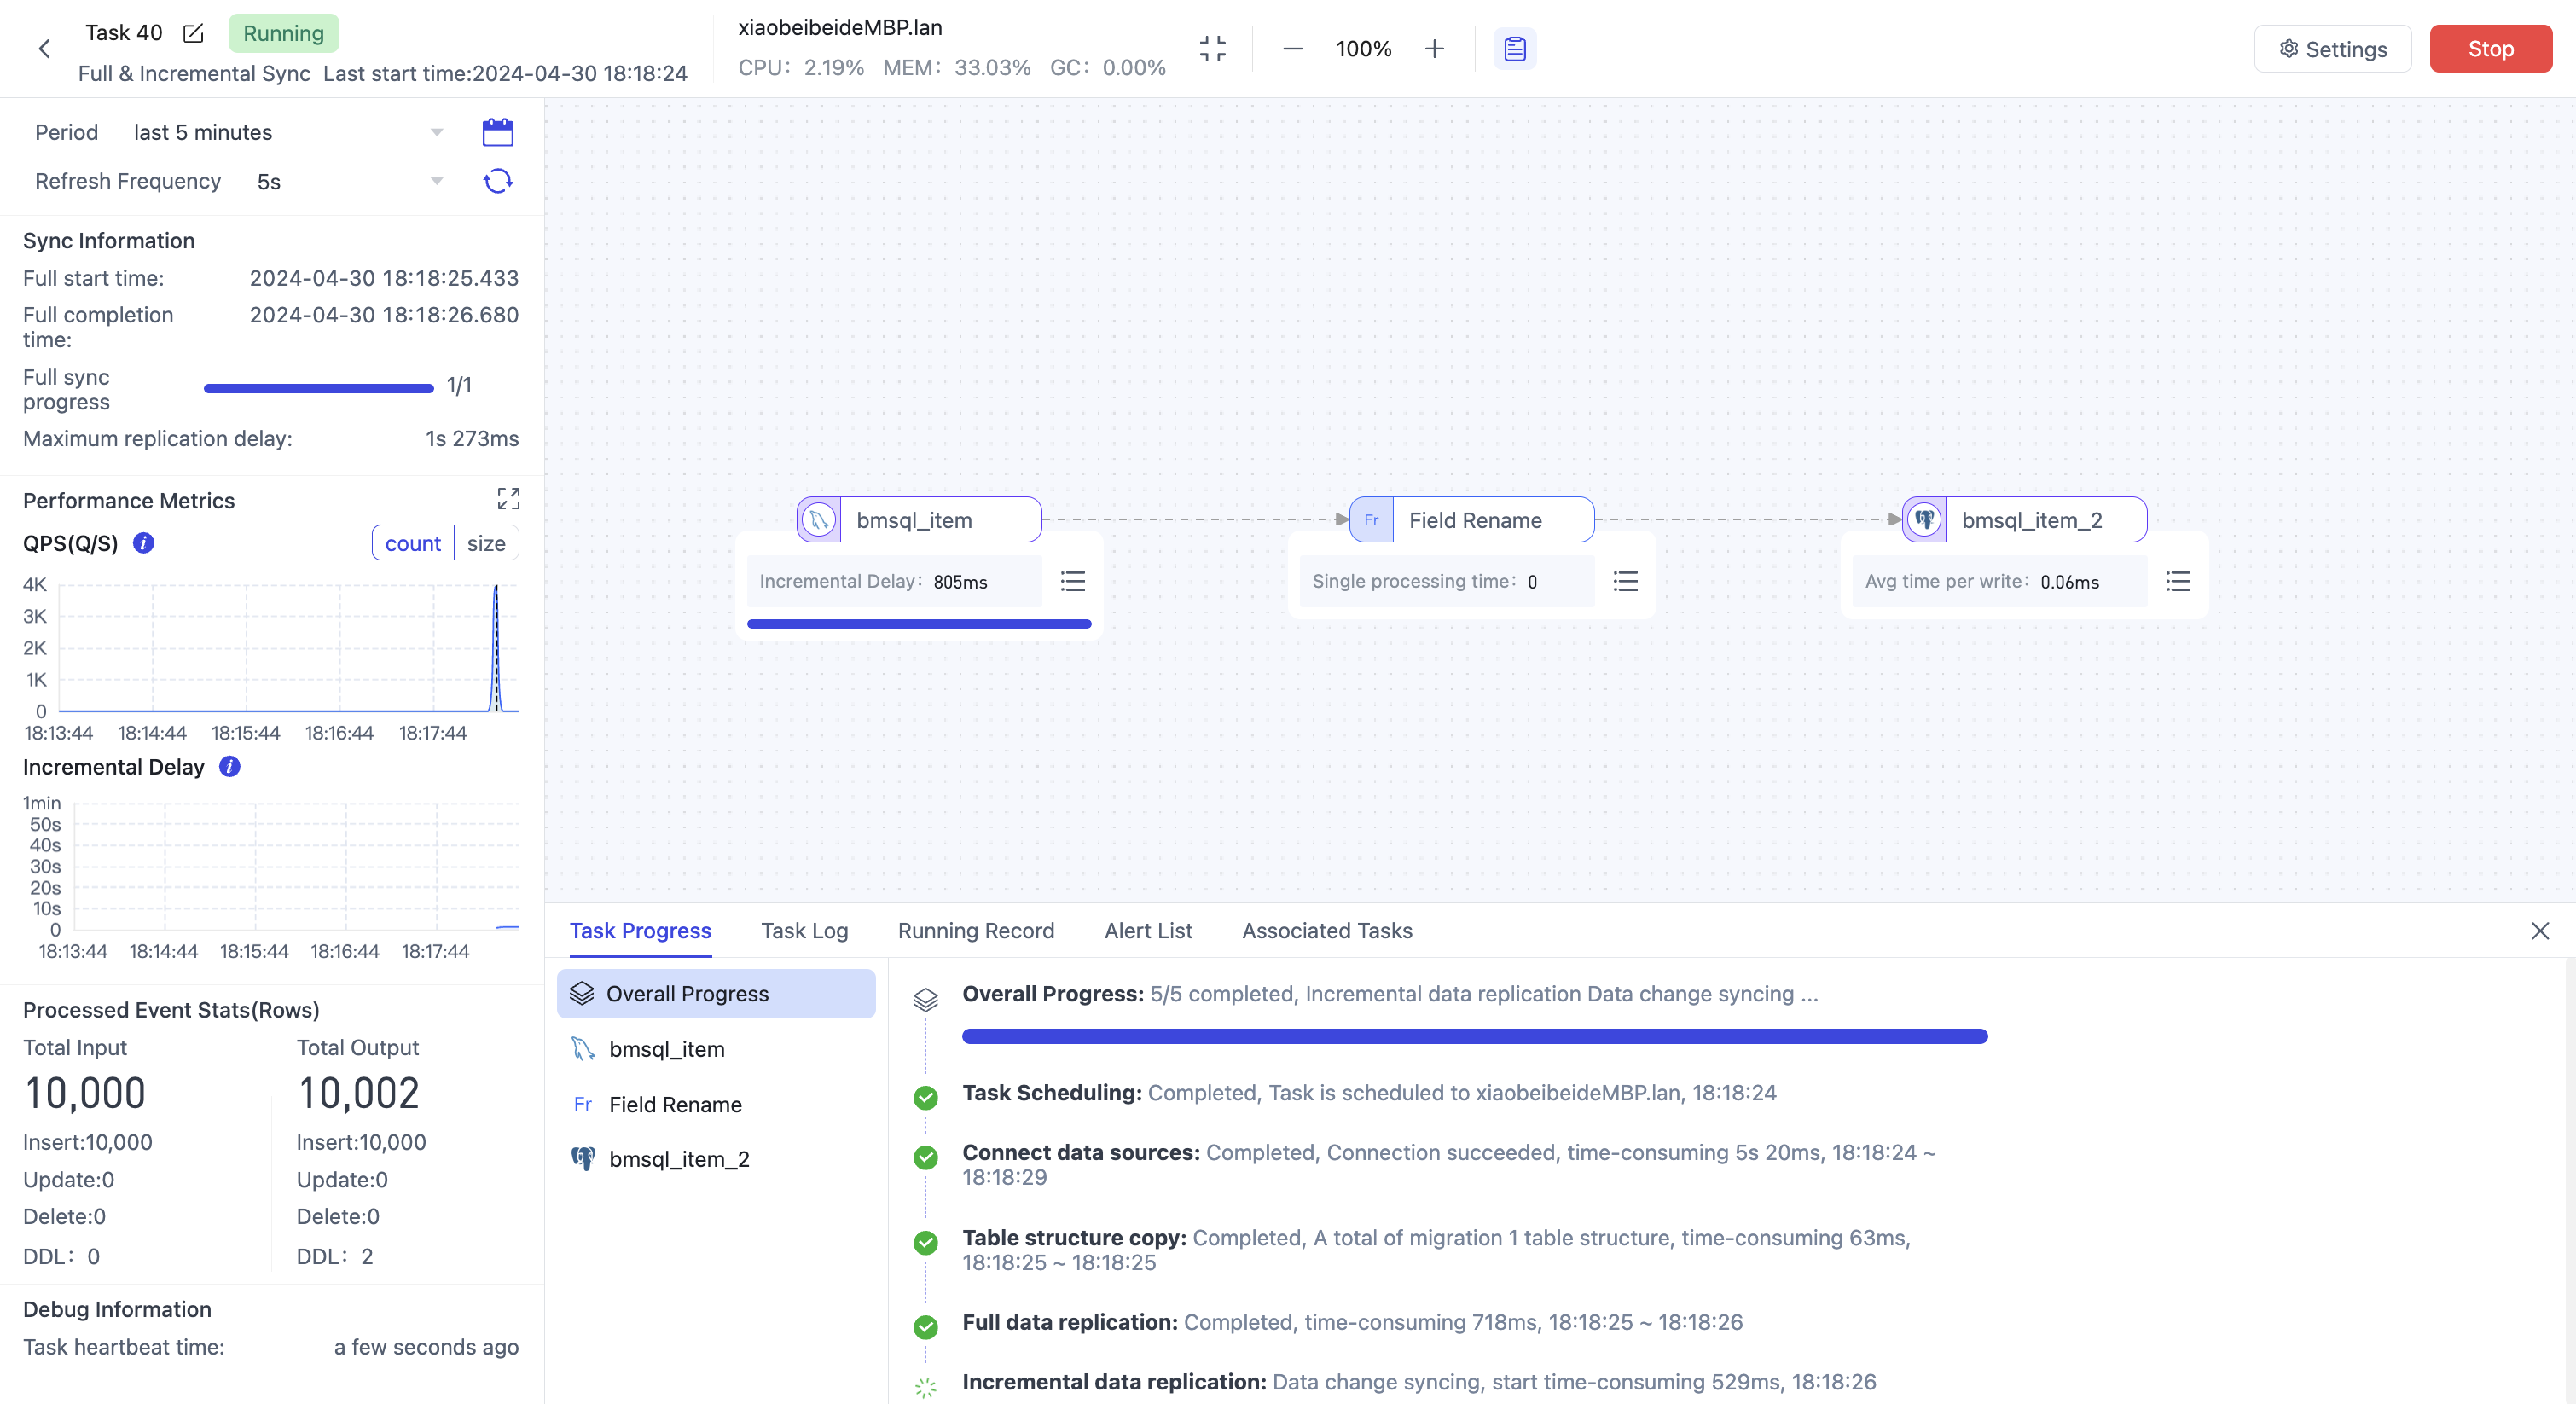 Task 40
Running
Full & Incremental Sync Last start time:2024-04-30 18:18:24
xiaobeibeideMBP.lan
CPU: 2.19% MEM: 33.03% GC: 0.00%
100%
Settings
Stop
Period last 5 minutes
Refresh Frequency 5s
Sync Information
Full start time: 2024-04-30 18:18:25.433
Full completion time: 2024-04-30 18:18:26.680
Full sync progress 1/1
Maximum replication delay: 1s 273ms
Performance Metrics
QPS(Q/S) i count size
4K
3K
2K
1K
0
18:13:44 18:14:44 18:15:44 18:16:44 18:17:44
Incremental Delay i
1min
50s
40s
30s
20s
10s
0
18:13:44 18:14:44 18:15:44 18:16:44 18:17:44
Processed Event Stats(Rows)
Total Input Total Output
10,000 10,002
Insert:10,000 Insert:10,000
Update:0 Update:0
Delete:0 Delete:0
DDL: 0 DDL: 2
Debug Information
Task heartbeat time: a few seconds ago
bmsql_item
Incremental Delay: 805ms
Fr Field Rename
Single processing time: 0
bmsql_item_2
Avg time per write: 0.06ms
Task Progress Task Log Running Record Alert List Associated Tasks
Overall Progress
bmsql_item
Fr Field Rename
bmsql_item_2
Overall Progress: 5/5 completed, Incremental data replication Data change syncing ...
Task Scheduling: Completed, Task is scheduled to xiaobeibeideMBP.lan, 18:18:24
Connect data sources: Completed, Connection succeeded, time-consuming 5s 20ms, 18:18:24 ~
18:18:29
Table structure copy: Completed, A total of migration 1 table structure, time-consuming 63ms,
18:18:25 ~ 18:18:25
Full data replication: Completed, time-consuming 718ms, 18:18:25 ~ 18:18:26
Incremental data replication: Data change syncing, start time-consuming 529ms, 18:18:26